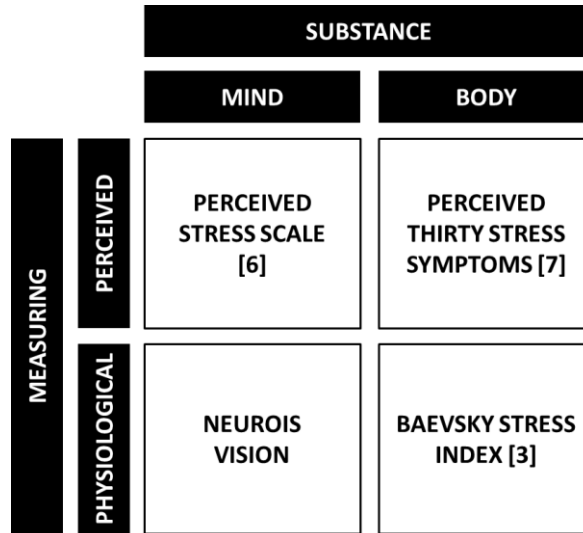 SUBSTANCE
MIND
BODY
MEASURING
PERCEIVED
PERCEIVED
STRESS SCALE
[6]
PERCEIVED
THIRTY STRESS
SYMPTOMS [7]
PHYSIOLOGICAL
NEUROIS
VISION
BAEVSKY STRESS
INDEX [3]